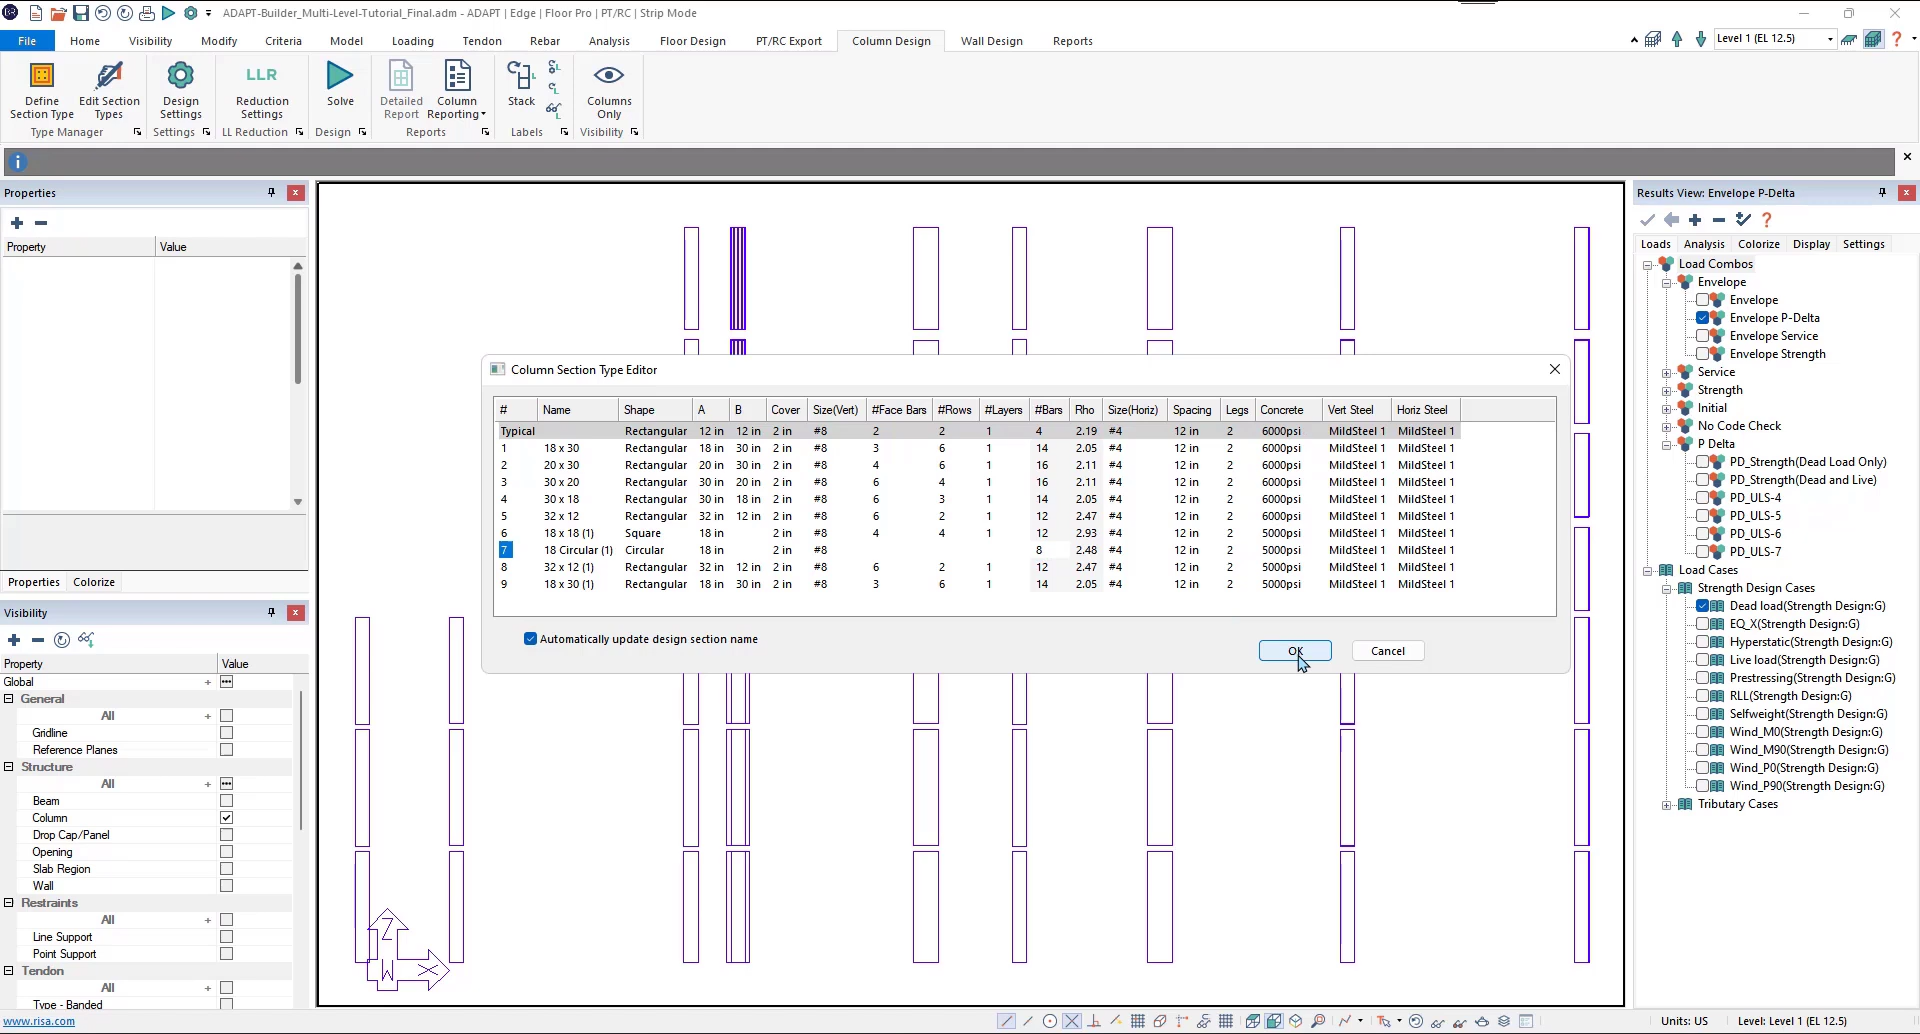 ADAPT-Builder_Multi-Level-Tutorial_Final.adm - ADAPT | Edge | Floor Pro | PT/RC | Strip Mode
File Home Visibility Modify Criteria Model Loading Tendon Rebar Analysis Floor Design PT/RC Export Column Design Wall Design Reports Level 1 (EL 12.5)
LLR
Define Section Type
Edit Section Types
Design Settings
Reduction Settings
Solve
Detailed Report
Column Reporting
Stack
Columns Only
Type Manager Settings LL Reduction Design Reports Labels Visibility
Properties
Property Value
Properties Colorize
Visibility
Property Value
Global
General
All
Gridline
Reference Planes
Structure
All
Beam
Column
Drop Cap/Panel
Opening
Slab Region
Wall
Restraints
All
Line Support
Point Support
Tendon
All
Type - Banded
Column Section Type Editor
# Name Shape A B Cover Size(Vert) #Face Bars #Rows #Layers #Bars Rho Size(Horiz) Spacing Legs Concrete Vert Steel Horiz Steel
Typical Rectangular 12 in 12 in 2 in #8 2 2 1 4 2.19 #4 12 in 2 6000psi MildSteel 1 MildSteel 1
1 18 x 30 Rectangular 18 in 30 in 2 in #8 3 6 1 14 2.05 #4 12 in 2 6000psi MildSteel 1 MildSteel 1
2 20 x 30 Rectangular 20 in 30 in 2 in #8 4 6 1 16 2.11 #4 12 in 2 6000psi MildSteel 1 MildSteel 1
3 30 x 20 Rectangular 30 in 20 in 2 in #8 6 4 1 16 2.11 #4 12 in 2 6000psi MildSteel 1 MildSteel 1
4 30 x 18 Rectangular 30 in 18 in 2 in #8 6 3 1 14 2.05 #4 12 in 2 6000psi MildSteel 1 MildSteel 1
5 32 x 12 Rectangular 32 in 12 in 2 in #8 6 2 1 12 2.47 #4 12 in 2 6000psi MildSteel 1 MildSteel 1
6 18 x 18 (1) Square 18 in 2 in #8 4 4 1 12 2.93 #4 12 in 2 5000psi MildSteel 1 MildSteel 1
7 18 Circular (1) Circular 18 in 2 in #8 8 2.48 #4 12 in 2 5000psi MildSteel 1 MildSteel 1
8 32 x 12 (1) Rectangular 32 in 12 in 2 in #8 6 2 1 12 2.47 #4 12 in 2 5000psi MildSteel 1 MildSteel 1
9 18 x 30 (1) Rectangular 18 in 30 in 2 in #8 3 6 1 14 2.05 #4 12 in 2 5000psi MildSteel 1 MildSteel 1
Automatically update design section name
OK Cancel
Z
W X
Results View: Envelope P-Delta
Loads Analysis Colorize Display Settings
Load Combos
Envelope
Envelope
Envelope P-Delta
Envelope Service
Envelope Strength
Service
Strength
Initial
No Code Check
P Delta
PD_Strength(Dead Load Only)
PD_Strength(Dead and Live)
PD_ULS-4
PD_ULS-5
PD_ULS-6
PD_ULS-7
Load Cases
Strength Design Cases
Dead load(Strength Design:G)
EQ_X(Strength Design:G)
Hyperstatic(Strength Design:G)
Live load(Strength Design:G)
Prestressing(Strength Design:G)
RLL(Strength Design:G)
Selfweight(Strength Design:G)
Wind_M0(Strength Design:G)
Wind_M90(Strength Design:G)
Wind_P0(Strength Design:G)
Wind_P90(Strength Design:G)
Tributary Cases
www.risa.com Units: US Level: Level 1 (EL 12.5)